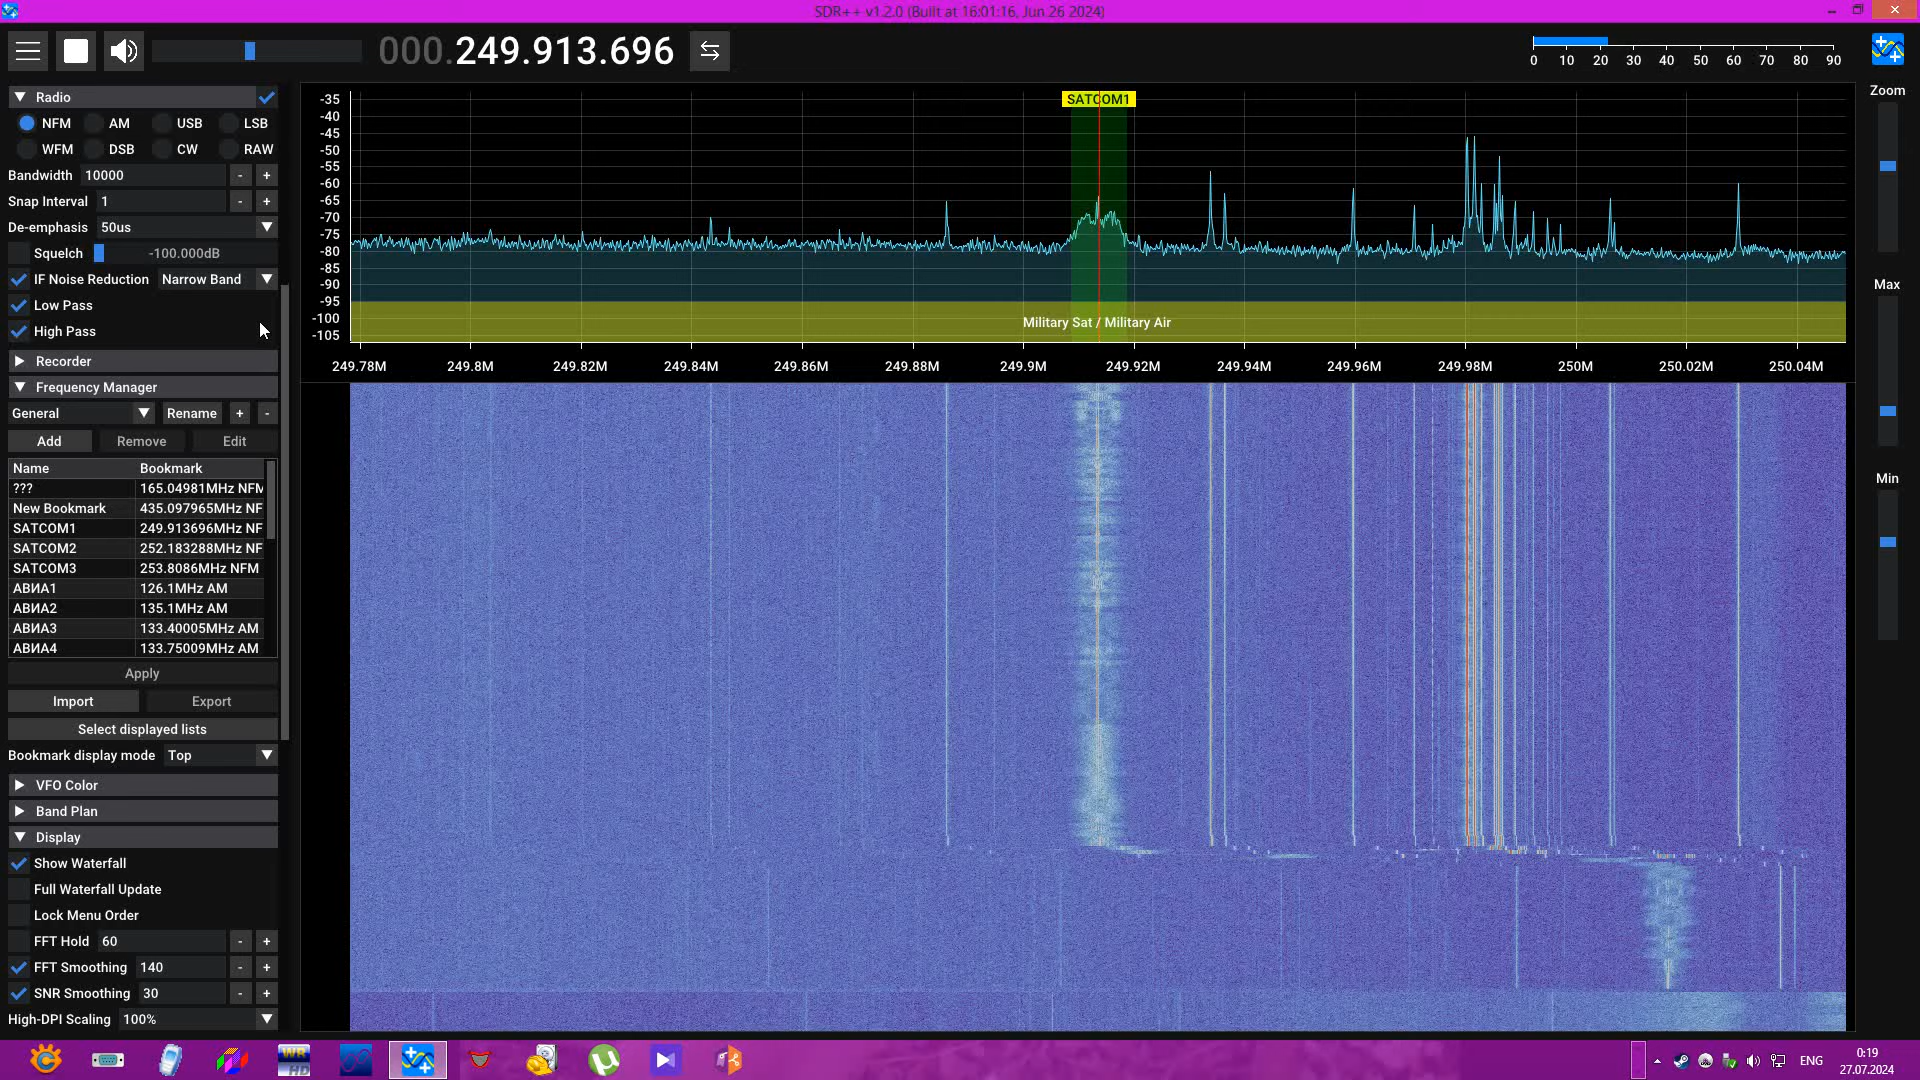 SDR++ v1.2.0 (Built at 16:01:16, Jun 26 2024)
000.249.913.696
0 10 20 30 40 50 60 70 80 90
Radio
NFM AM USB LSB
WFM DSB CW RAW
Bandwidth 10000 - +
Snap Interval 1 - +
De-emphasis 50us
Squelch -100.000dB
IF Noise Reduction Narrow Band
Low Pass
High Pass
Recorder
Frequency Manager
General Rename + -
Add Remove Edit
Name Bookmark
??? 165.04981MHz NFM
New Bookmark 435.097965MHz NF
SATCOM1 249.913696MHz NF
SATCOM2 252.183288MHz NF
SATCOM3 253.8086MHz NFM
АВИА1 126.1MHz AM
АВИА2 135.1MHz AM
АВИА3 133.40005MHz AM
АВИА4 133.75009MHz AM
Apply
Import Export
Select displayed lists
Bookmark display mode Top
VFO Color
Band Plan
Display
Show Waterfall
Full Waterfall Update
Lock Menu Order
FFT Hold 60 - +
FFT Smoothing 140 - +
SNR Smoothing 30 - +
High-DPI Scaling 100%
SATCOM1
-35
-40
-45
-50
-55
-60
-65
-70
-75
-80
-85
-90
-95
-100
-105
Military Sat / Military Air
249.78M 249.8M 249.82M 249.84M 249.86M 249.88M 249.9M 249.92M 249.94M 249.96M 249.98M 250M 250.02M 250.04M
Zoom
Max
Min
WR
HD
ENG
0:19
27.07.2024